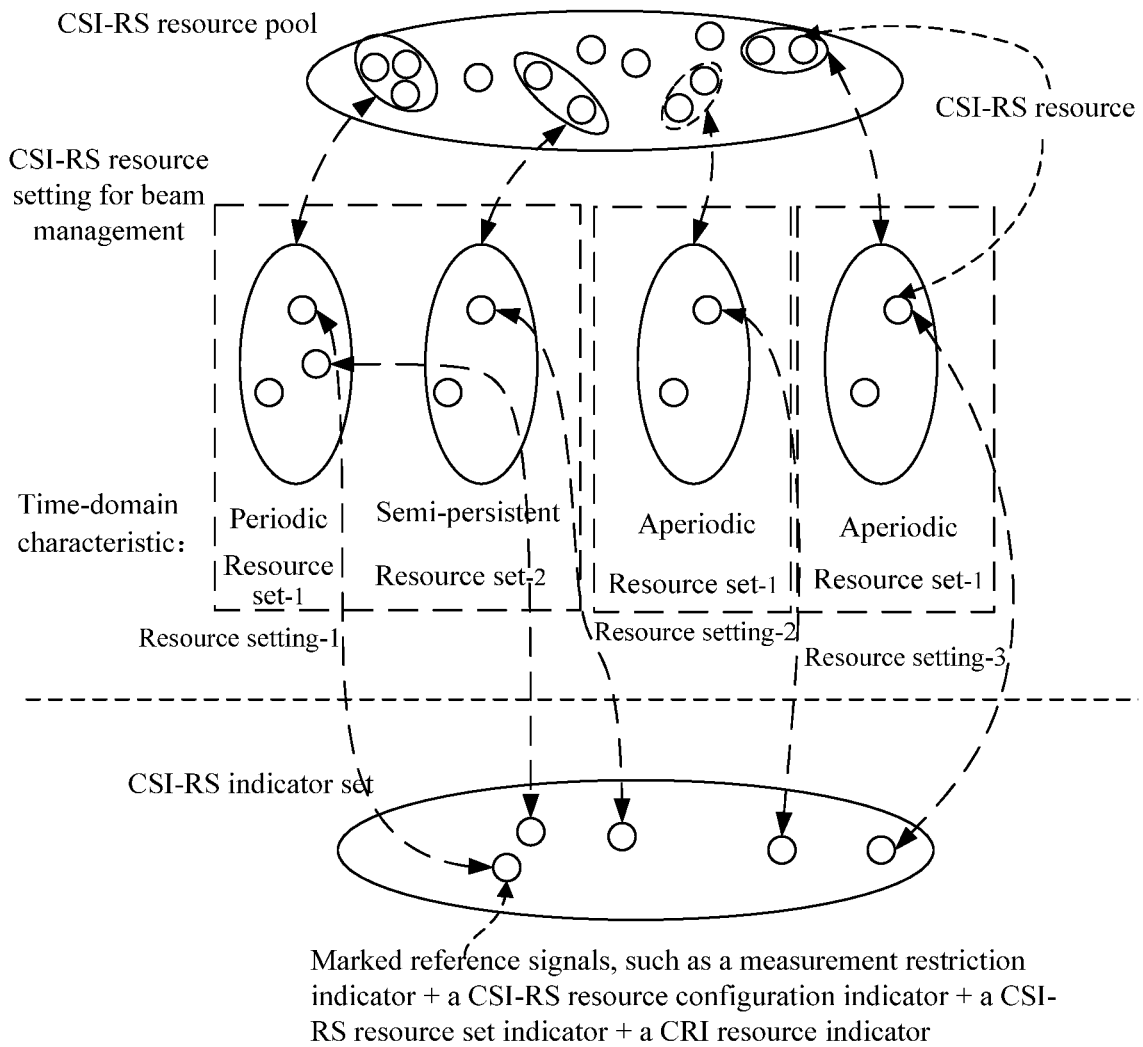 CSI-RS resource pool
CSI-RS resource
CSI-RS resource
setting for beam
management
Time-domain
characteristic:
Periodic
Resource
set-1
Semi-persistent
Resource set-2
Aperiodic
Resource set-1
Aperiodic
Resource set-1
Resource setting-1
Resource setting-2
Resource setting-3
CSI-RS indicator set
Marked reference signals, such as a measurement restriction
indicator + a CSI-RS resource configuration indicator + a CSI-
RS resource set indicator + a CRI resource indicator